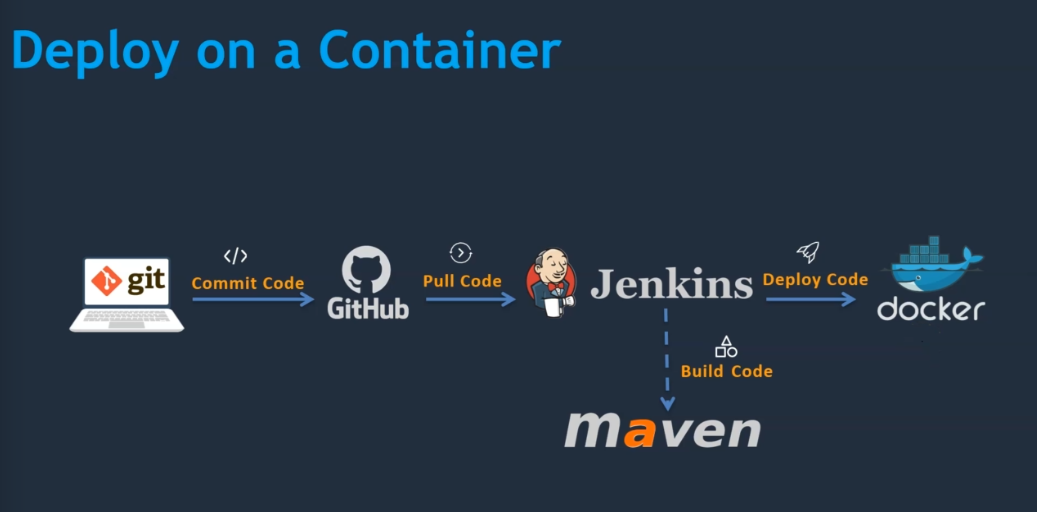 Deploy on a Container
git
</>
Commit Code
GitHub
Pull Code
Jenkins
Deploy Code
docker
Build Code
maven